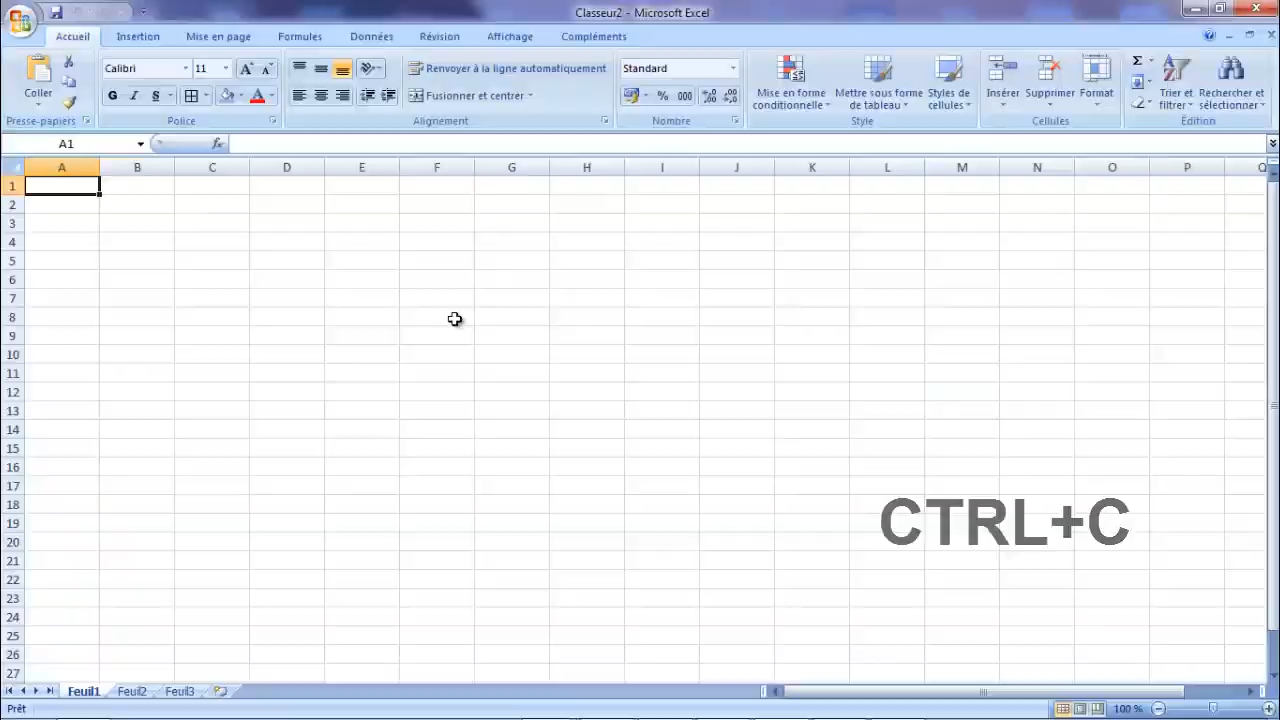 Classeur2 - Microsoft Excel
Accueil Insertion Mise en page Formules Données Révision Affichage Compléments
Coller
Presse-papiers
Calibri 11
G I S
Police
Renvoyer à la ligne automatiquement
Fusionner et centrer
Alignement
Standard
% 000
Nombre
Mise en forme conditionnelle
Mettre sous forme de tableau
Styles de cellules
Style
Insérer Supprimer Format
Cellules
Trier et filtrer
Rechercher et sélectionner
Édition
A1 fx
A B C D E F G H I J K L M N O P Q
1
2
3
4
5
6
7
8
9
10
11
12
13
14
15
16
17
18
19
20
21
22
23
24
25
26
27
CTRL+C
Feuil1 Feuil2 Feuil3
Prêt 100 %